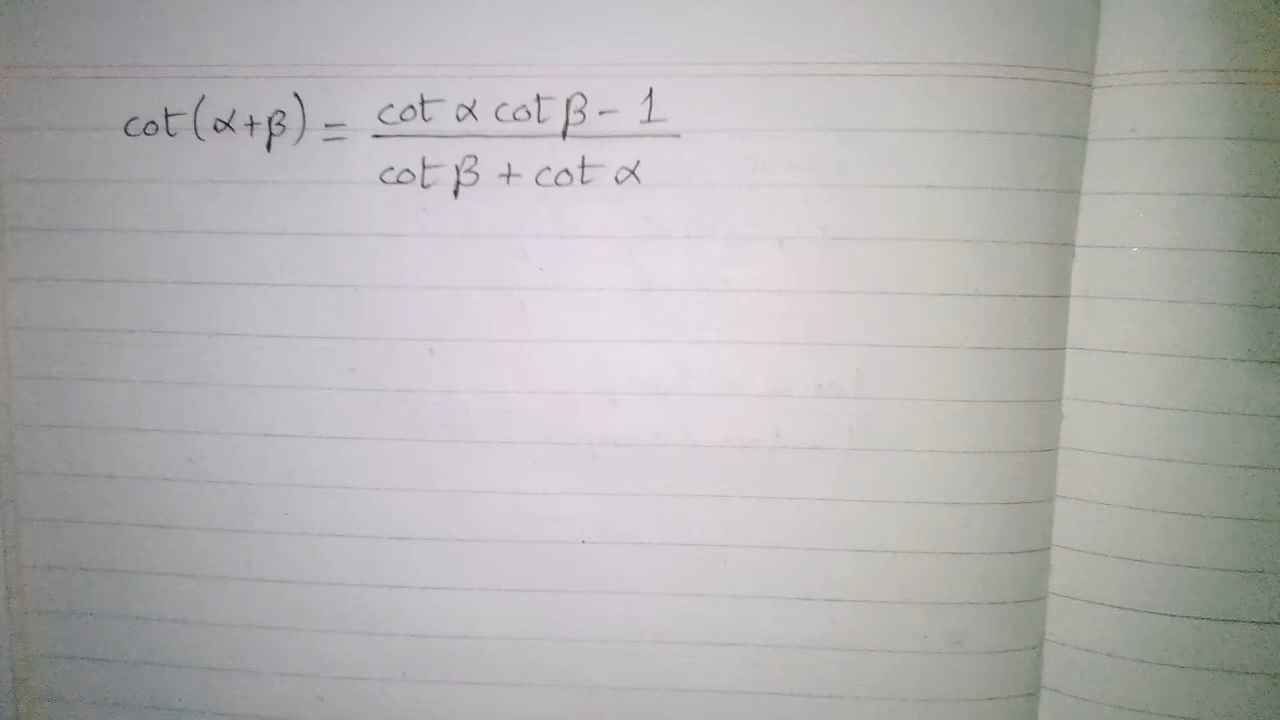 cot(α+β) = (cot α cot β - 1) / (cot β + cot α)